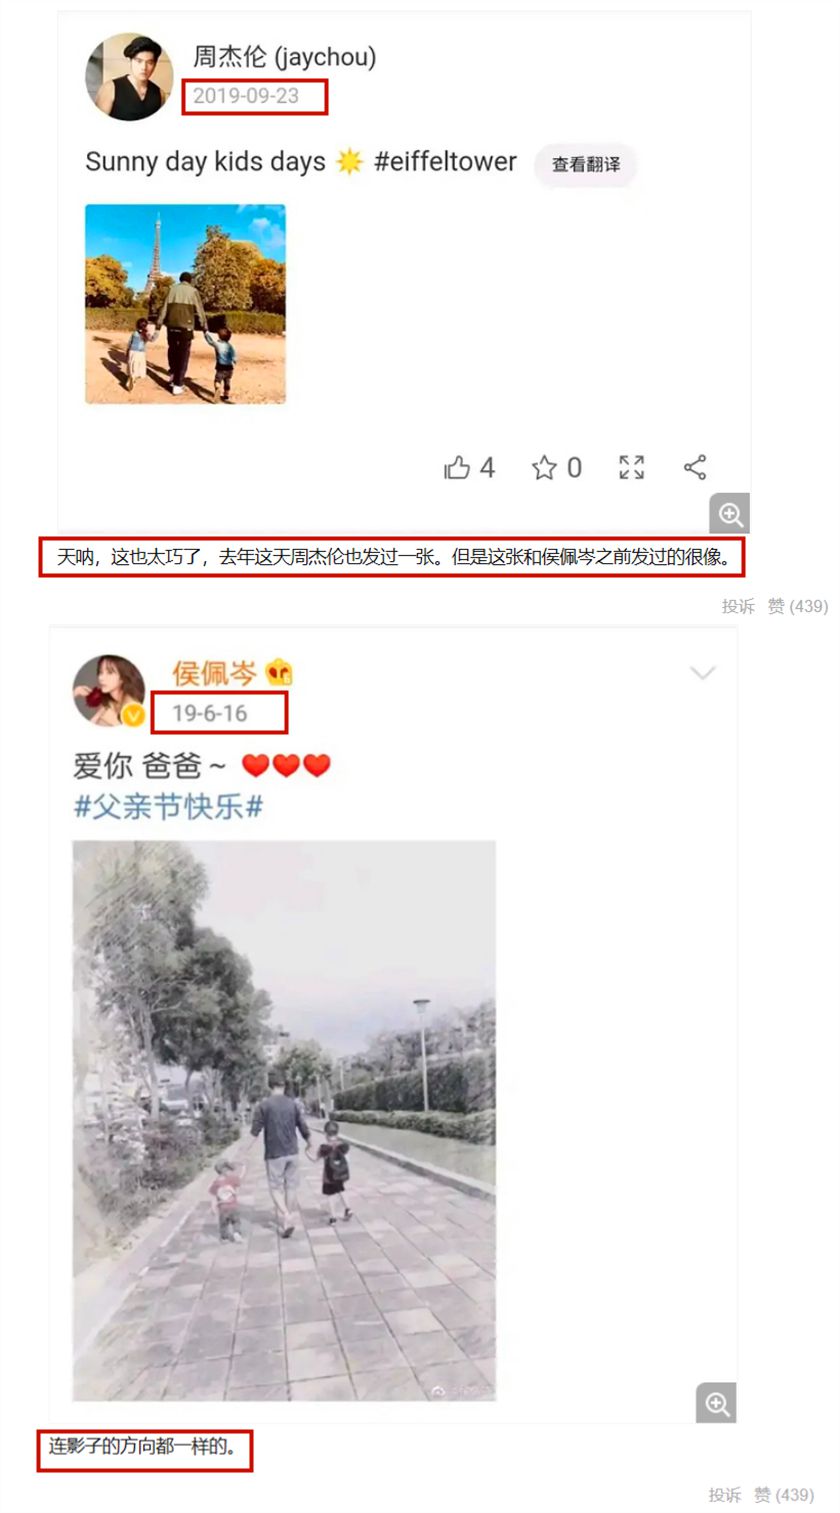 周杰伦 (jaychou)
2019-09-23
Sunny day kids days ☀️ #eiffeltower 查看翻译
4 0
天呐，这也太巧了，去年这天周杰伦也发过一张。但是这张和侯佩岑之前发过的很像。
投诉 赞 (439)
侯佩岑
19-6-16
爱你 爸爸 ~ ❤️❤️❤️
#父亲节快乐#
连影子的方向都一样的。
投诉 赞 (439)